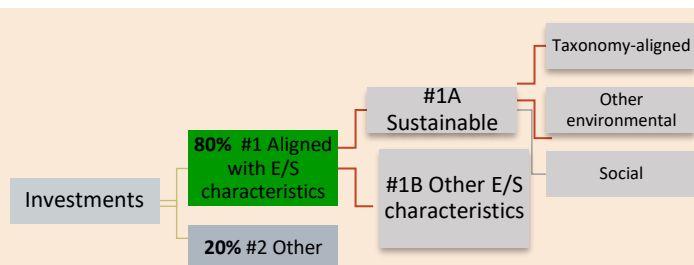 Investments
80% #1 Aligned
with E/S
characteristics
20% #2 Other
#1A
Sustainable
#1B Other E/S
characteristics
Taxonomy-aligned
Other
environmental
Social